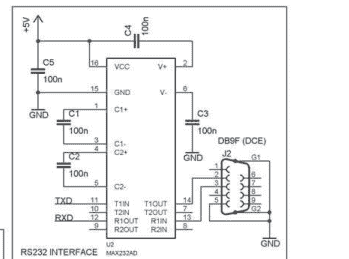 +5V
C4
100n
16 VCC V+ 2
C5
100n
15 GND V- 6
GND
1 C1+
C1
100n
C3
100n
3 C1-
4 C2+
GND
C2
100n
5 C2-
DB9F (DCE)
J2
G1
1
2
3
4
5
6
7
8
9
G2
GND
TXD 11 T1IN T1OUT 14
10 T2IN T2OUT 7
RXD 12 R1OUT R1IN 13
9 R2OUT R2IN 8
U2
MAX232AD
RS232 INTERFACE